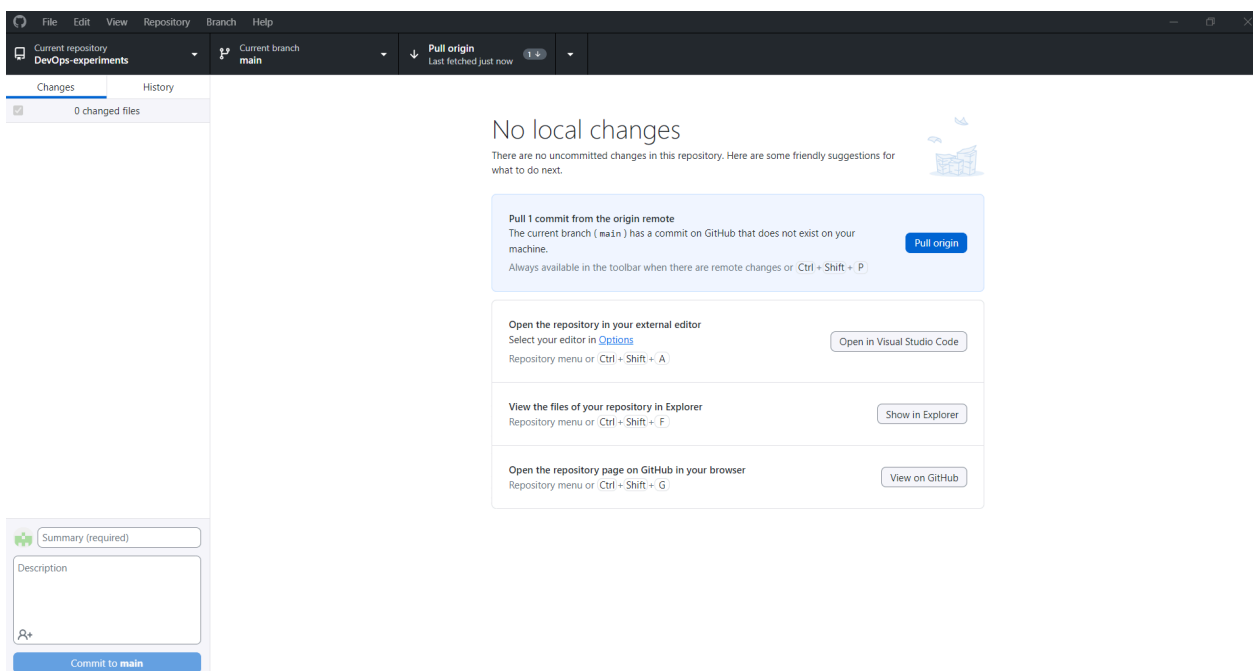 File Edit View Repository Branch Help
Current repository
DevOps-experiments
Current branch
main
Pull origin
Last fetched just now
1
Changes History
0 changed files
No local changes
There are no uncommitted changes in this repository. Here are some friendly suggestions for
what to do next.
Pull 1 commit from the origin remote
The current branch ( main ) has a commit on GitHub that does not exist on your
machine.
Always available in the toolbar when there are remote changes or Ctrl + Shift + P
Pull origin
Open the repository in your external editor
Select your editor in Options
Repository menu or Ctrl + Shift + A
Open in Visual Studio Code
View the files of your repository in Explorer
Repository menu or Ctrl + Shift + F
Show in Explorer
Open the repository page on GitHub in your browser
Repository menu or Ctrl + Shift + G
View on GitHub
Summary (required)
Description
Commit to main